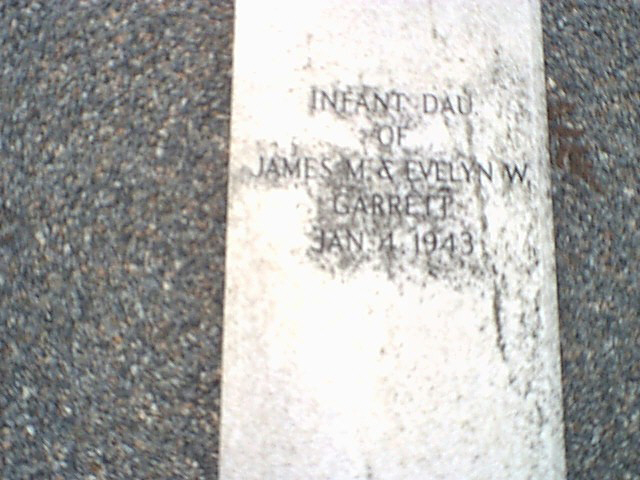 INFANT DAU.
OF
JAMES M. & EVELYN W.
GARRETT
JAN. 4, 1943